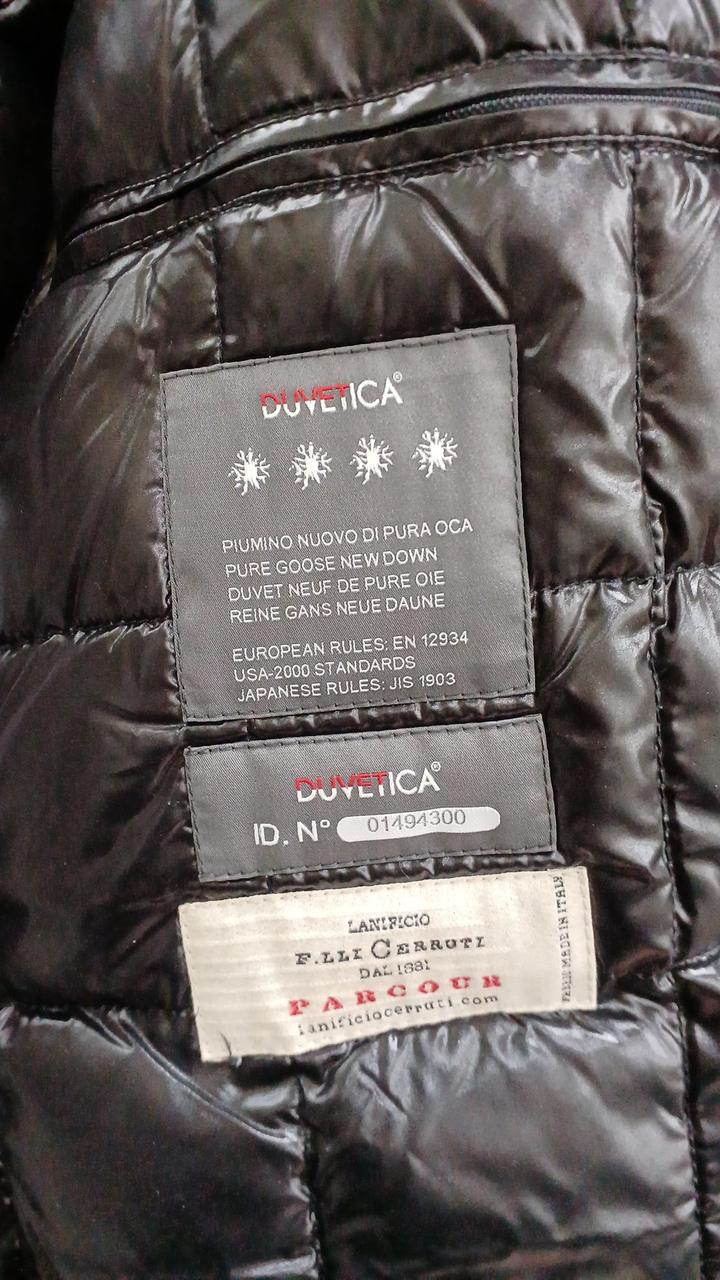 DUVETICA®
PIUMINO NUOVO DI PURA OCA
PURE GOOSE NEW DOWN
DUVET NEUF DE PURE OIE
REINE GANS NEUE DAUNE
EUROPEAN RULES: EN 12934
USA-2000 STANDARDS
JAPANESE RULES: JIS 1903
DUVETICA®
ID. N° 01494300
LANIFICIO
F.LLI CERRUTI
DAL 1881
PARCOUR
lanificiocerruti.com
MADE IN ITALY